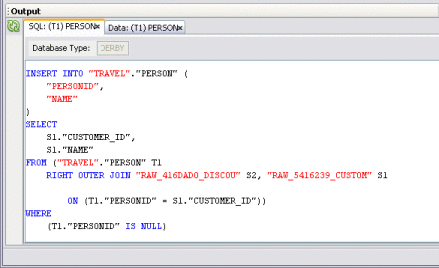 Output
SQL: (T1) PERSON
Data: (T1) PERSON
Database Type: DERBY
INSERT INTO "TRAVEL"."PERSON" (
"PERSONID",
"NAME"
)
SELECT
S1."CUSTOMER_ID",
S1."NAME"
FROM ("TRAVEL"."PERSON" T1
RIGHT OUTER JOIN "RAW_416DADO_DISCOU" S2, "RAW_5416239_CUSTOM" S1
ON (T1."PERSONID" = S1."CUSTOMER_ID"))
WHERE
(T1."PERSONID" IS NULL)